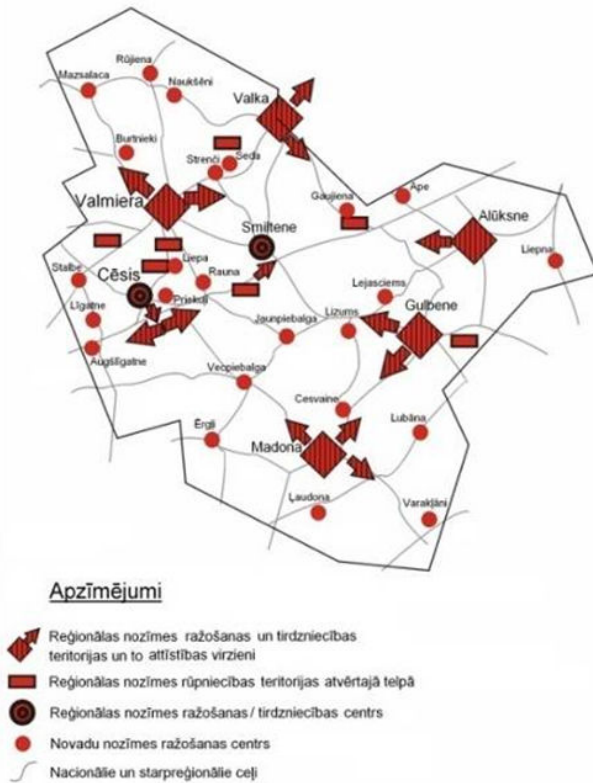 Rūjiena
Mazsalaca
Naukšēni
Valka
Burtnieki
Strenči
Seda
Valmiera
Gaujiena
Ape
Alūksne
Smiltene
Liepna
Stalbe
Cēsis
Liepa
Rauna
Priekuļi
Līgatne
Lejasciems
Gulbene
Jaunpiebalga
Lizums
Augšlīgatne
Vecpiebalga
Cesvaine
Lubāna
Ērgļi
Madona
Ļaudona
Varakļāni
Apzīmējumi
Reģionālas nozīmes ražošanas un tirdzniecības
teritorijas un to attīstības virzieni
Reģionālas nozīmes rūpniecības teritorijas atvērtajā telpā
Reģionālas nozīmes ražošanas / tirdzniecības centrs
Novadu nozīmes ražošanas centrs
Nacionālie un starpreģionālie ceļi